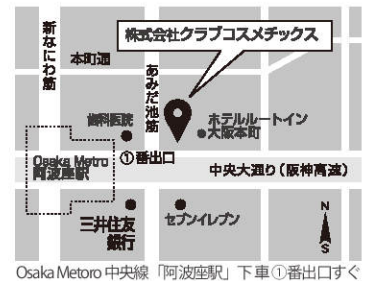 株式会社クラブコスメチックス
新なにわ筋
本町通
あみだ池筋
歯科医院
ホテルルートイン
大阪本町
①番出口
Osaka Metro
阿波座駅
中央大通り（阪神高速）
三井住友
銀行
セブンイレブン
N
S
Osaka Metoro 中央線「阿波座駅」下車①番出口すぐ